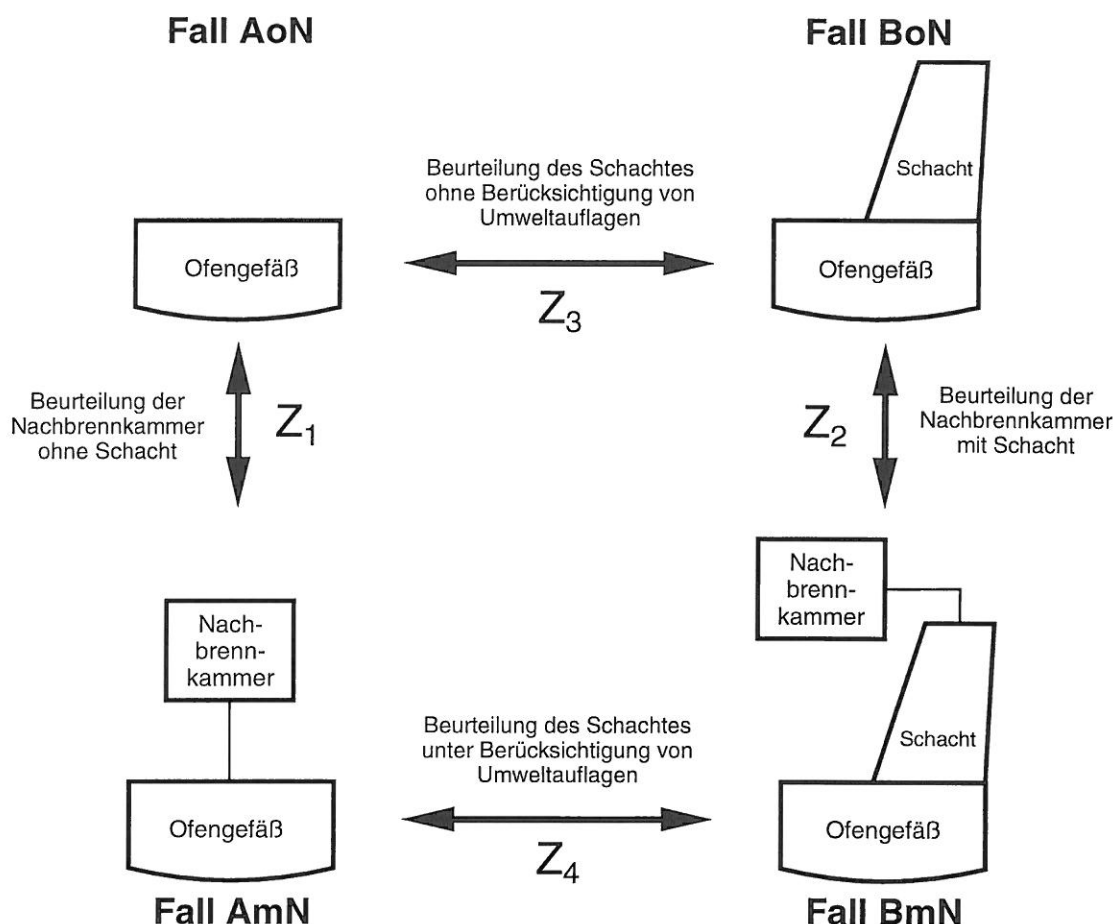 Fall AoN
Fall BoN
Schacht
Beurteilung des Schachtes
ohne Berücksichtigung von
Umweltauflagen
Ofengefäß
Ofengefäß
Z3
Beurteilung der
Nachbrennkammer
ohne Schacht
Z1
Z2
Beurteilung der
Nachbrennkammer
mit Schacht
Nach-
brenn-
kammer
Nach-
brenn-
kammer
Beurteilung des Schachtes
unter Berücksichtigung von
Umweltauflagen
Schacht
Ofengefäß
Ofengefäß
Z4
Fall AmN
Fall BmN